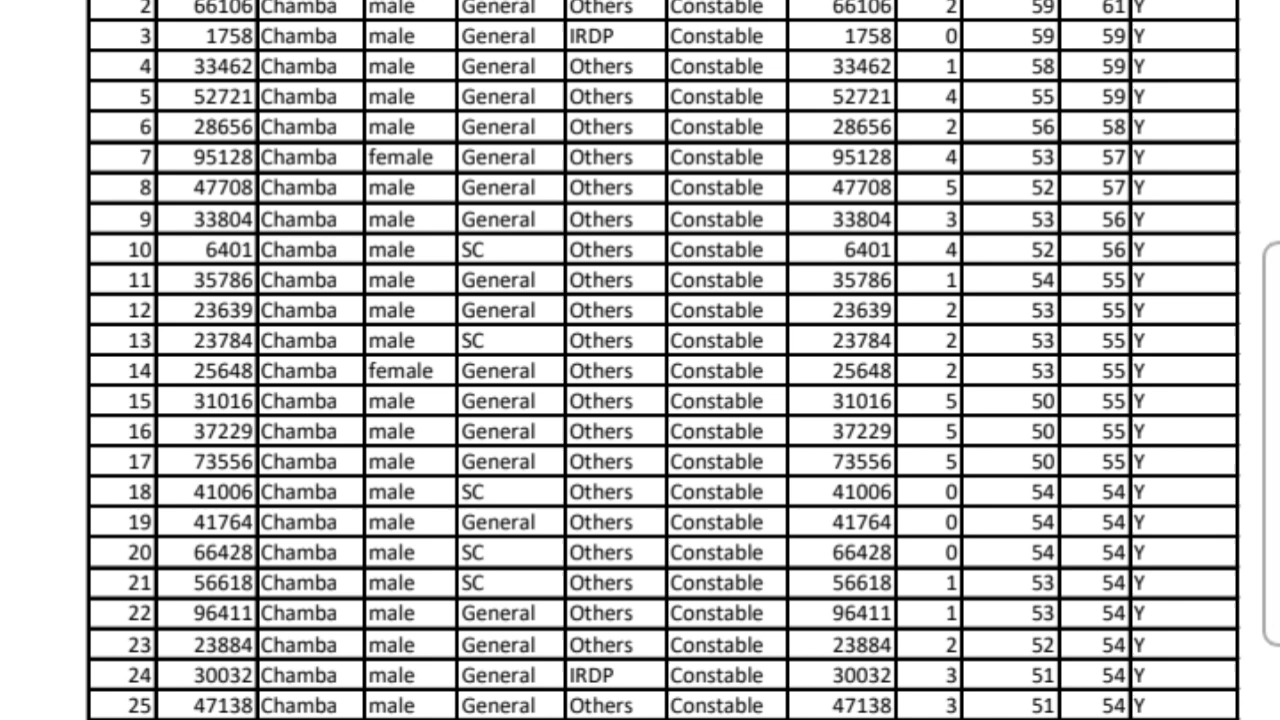 2 66106 Chamba male General Others Constable 66106 2 59 61 Y
3 1758 Chamba male General IRDP Constable 1758 0 59 59 Y
4 33462 Chamba male General Others Constable 33462 1 58 59 Y
5 52721 Chamba male General Others Constable 52721 4 55 59 Y
6 28656 Chamba male General Others Constable 28656 2 56 58 Y
7 95128 Chamba female General Others Constable 95128 4 53 57 Y
8 47708 Chamba male General Others Constable 47708 5 52 57 Y
9 33804 Chamba male General Others Constable 33804 3 53 56 Y
10 6401 Chamba male SC Others Constable 6401 4 52 56 Y
11 35786 Chamba male General Others Constable 35786 1 54 55 Y
12 23639 Chamba male General Others Constable 23639 2 53 55 Y
13 23784 Chamba male SC Others Constable 23784 2 53 55 Y
14 25648 Chamba female General Others Constable 25648 2 53 55 Y
15 31016 Chamba male General Others Constable 31016 5 50 55 Y
16 37229 Chamba male General Others Constable 37229 5 50 55 Y
17 73556 Chamba male General Others Constable 73556 5 50 55 Y
18 41006 Chamba male SC Others Constable 41006 0 54 54 Y
19 41764 Chamba male General Others Constable 41764 0 54 54 Y
20 66428 Chamba male SC Others Constable 66428 0 54 54 Y
21 56618 Chamba male SC Others Constable 56618 1 53 54 Y
22 96411 Chamba male General Others Constable 96411 1 53 54 Y
23 23884 Chamba male General Others Constable 23884 2 52 54 Y
24 30032 Chamba male General IRDP Constable 30032 3 51 54 Y
25 47138 Chamba male General Others Constable 47138 3 51 54 Y